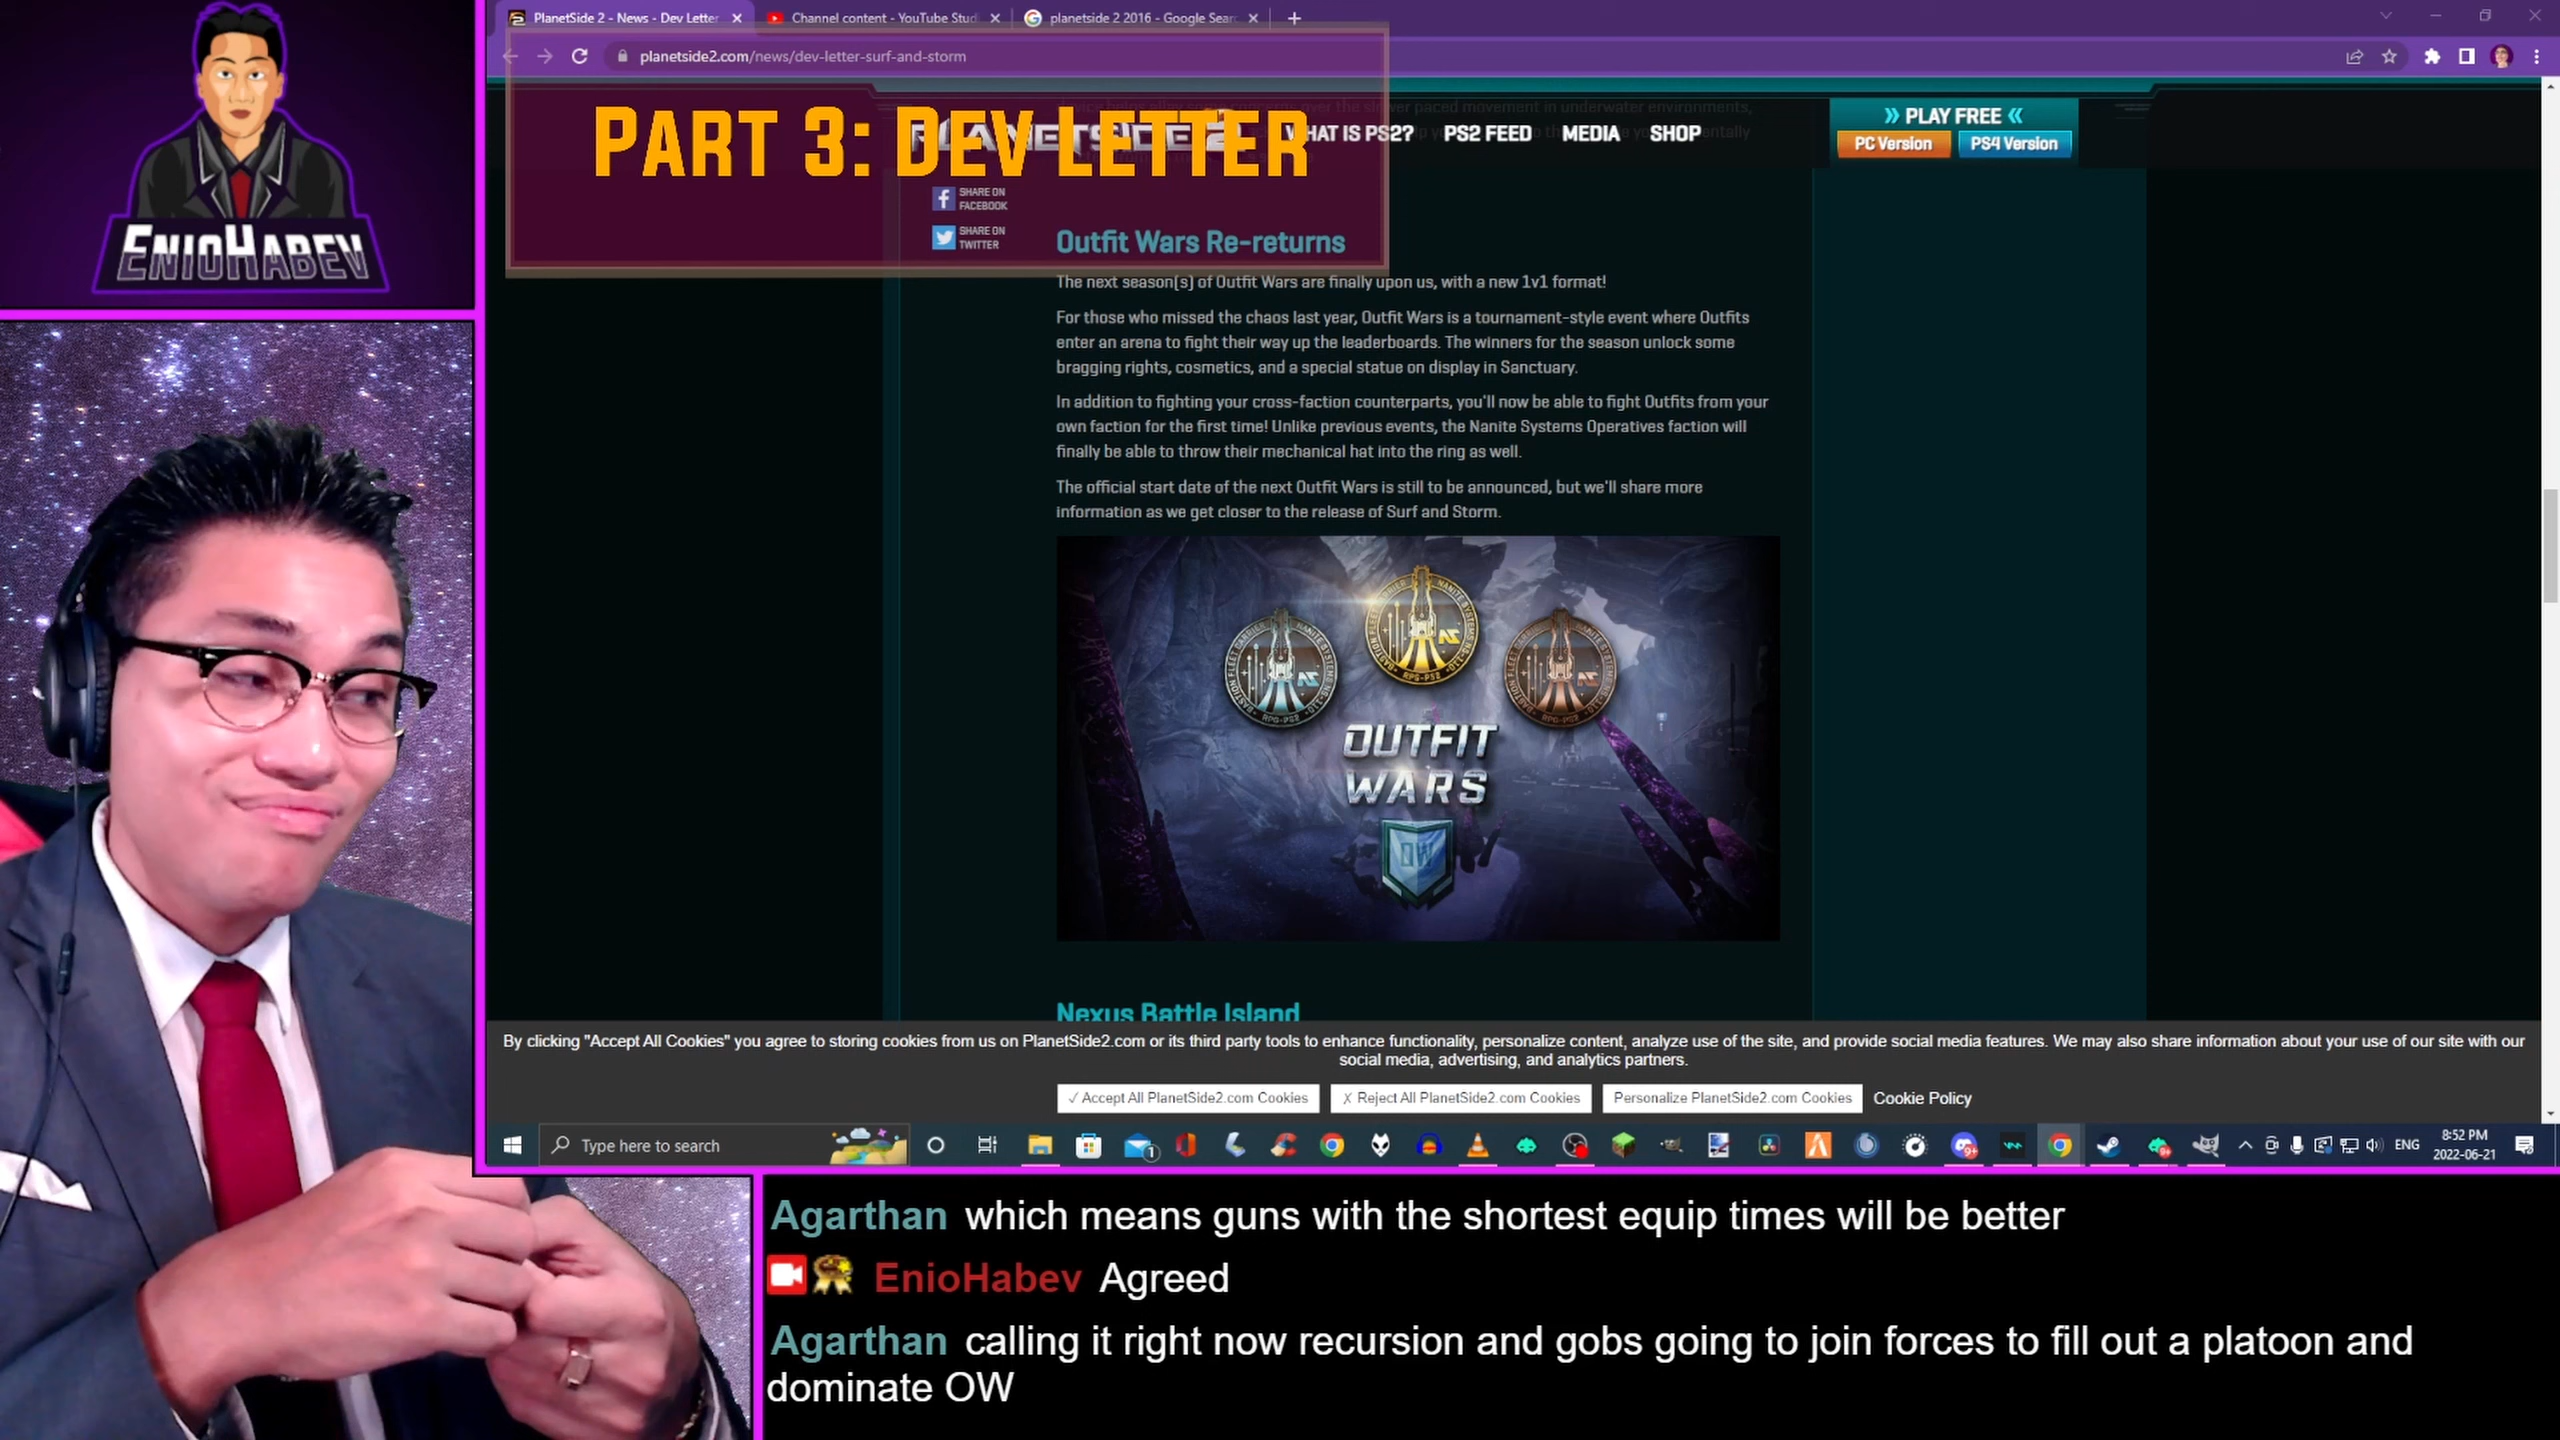 PlanetSide 2 - News - Dev Letter
Channel content - YouTube Stud
planetside 2 2016 - Google Sear
planetside2.com/news/dev-letter-surf-and-storm
PART 3: DEV LETTER
PLANETSIDE 2
WHAT IS PS2?
PS2 FEED
MEDIA
SHOP
PLAY FREE
PC Version
PS4 Version
SHARE ON
FACEBOOK
SHARE ON
TWITTER
Outfit Wars Re-returns
The next season(s) of Outfit Wars are finally upon us, with a new 1v1 format!
For those who missed the chaos last year, Outfit Wars is a tournament-style event where Outfits
enter an arena to fight their way up the leaderboards. The winners for the season unlock some
bragging rights, cosmetics, and a special statue on display in Sanctuary.
In addition to fighting your cross-faction counterparts, you'll now be able to fight Outfits from your
own faction for the first time! Unlike previous events, the Nanite Systems Operatives faction will
finally be able to throw their mechanical hat into the ring as well.
The official start date of the next Outfit Wars is still to be announced, but we'll share more
information as we get closer to the release of Surf and Storm.
OUTFIT
WARS
OW
Nexus Battle Island
By clicking "Accept All Cookies" you agree to storing cookies from us on PlanetSide2.com or its third party tools to enhance functionality, personalize content, analyze use of the site, and provide social media features. We may also share information about your use of our site with our
social media, advertising, and analytics partners.
√ Accept All PlanetSide2.com Cookies
X Reject All PlanetSide2.com Cookies
Personalize PlanetSide2.com Cookies
Cookie Policy
Type here to search
ENG
8:52 PM
2022-06-21
ENIOHABEV
Agarthan which means guns with the shortest equip times will be better
EnioHabev Agreed
Agarthan calling it right now recursion and gobs going to join forces to fill out a platoon and
dominate OW